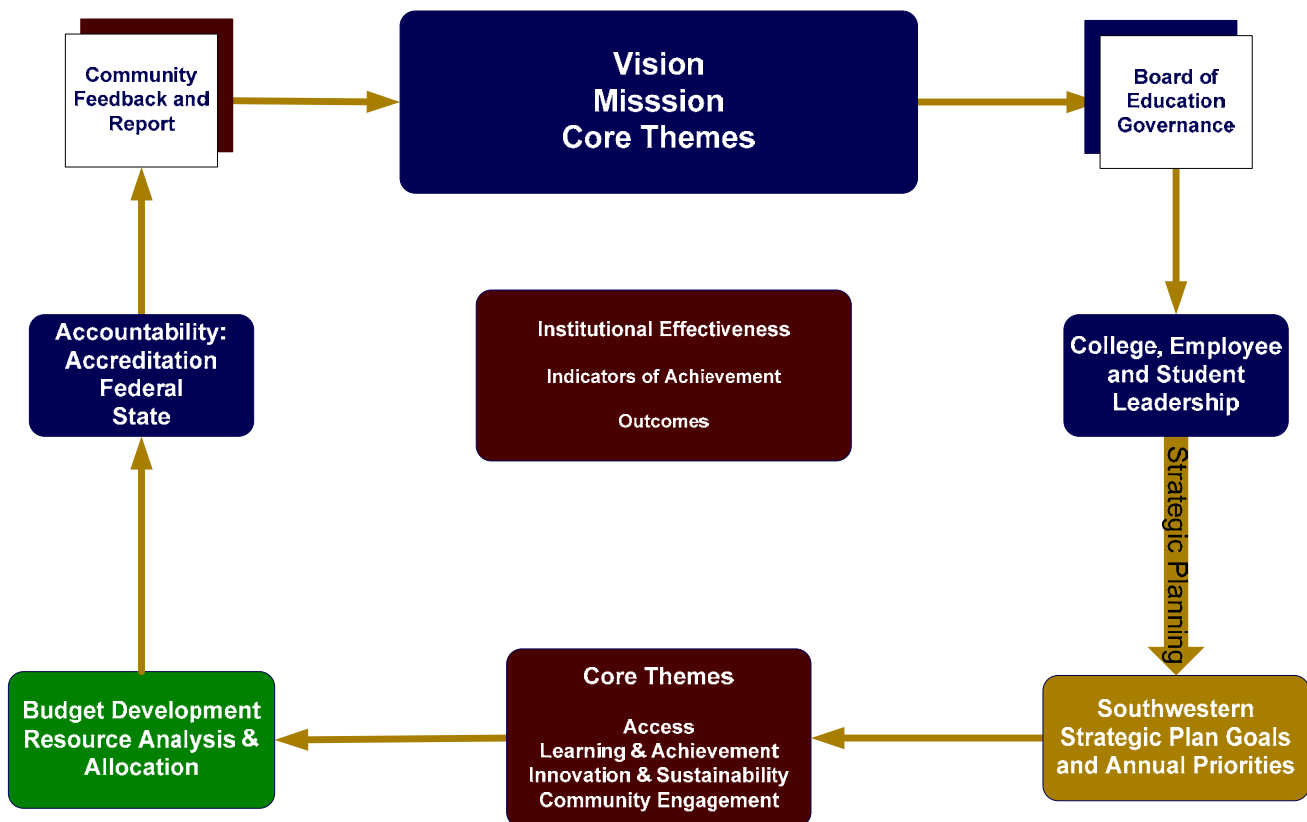 Community
Feedback and
Report
Vision
Misssion
Core Themes
Board of
Education
Governance
Accountability:
Accreditation
Federal
State
Institutional Effectiveness
Indicators of Achievement
Outcomes
College, Employee
and Student
Leadership
Strategic Planning
Budget Development
Resource Analysis &
Allocation
Core Themes
Access
Learning & Achievement
Innovation & Sustainability
Community Engagement
Southwestern
Strategic Plan Goals
and Annual Priorities